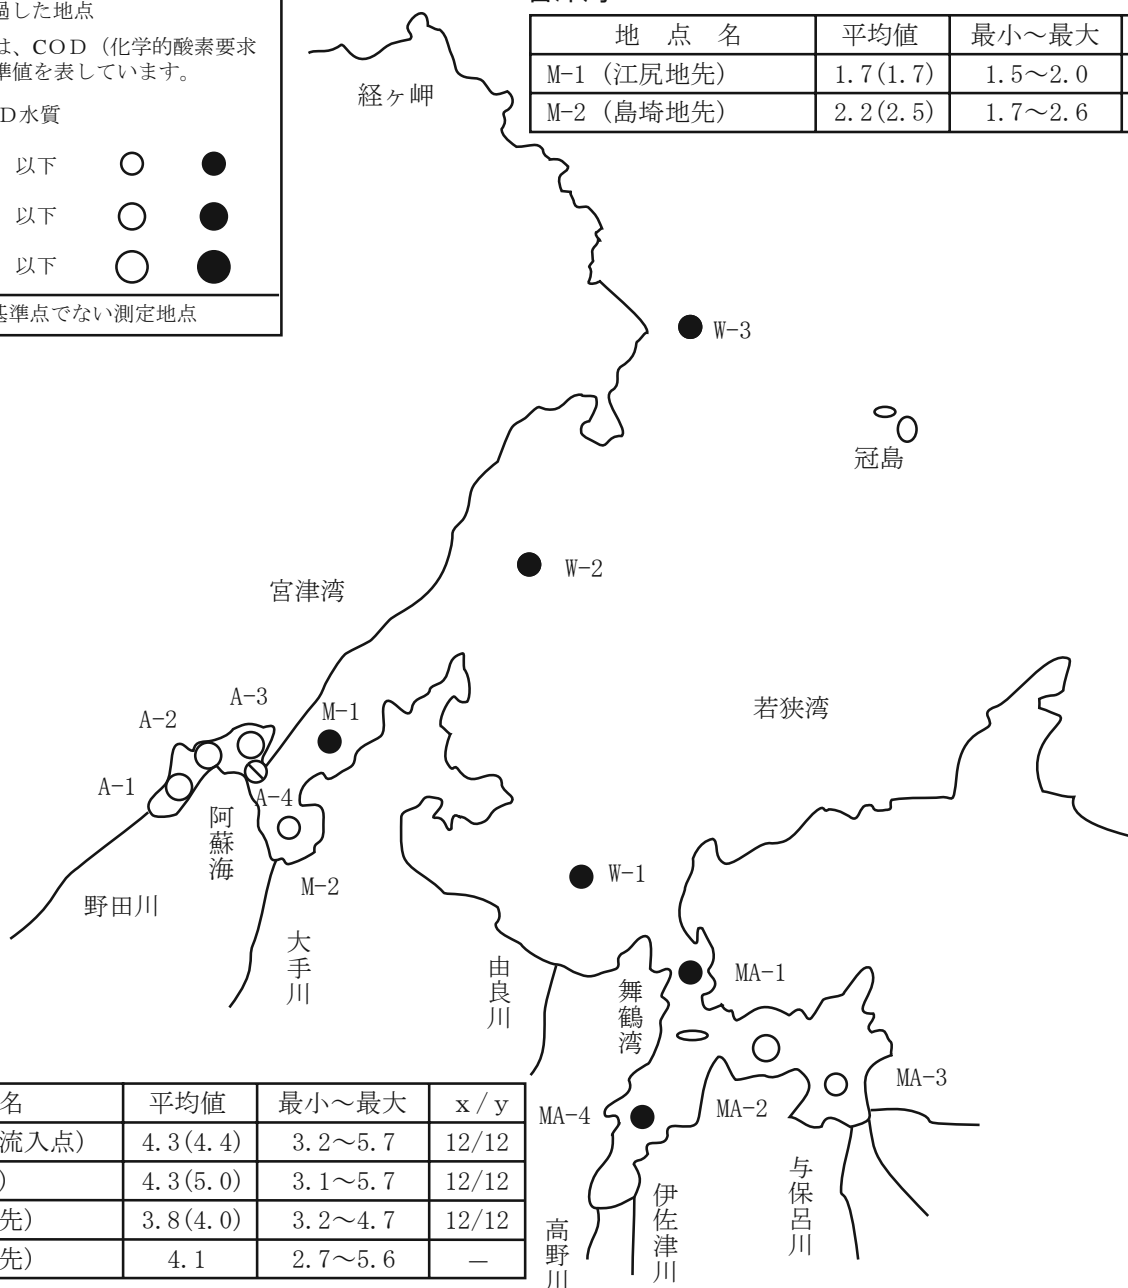 過した地点
は、ＣＯＤ（化学的酸素要求
準値を表しています。
Ｄ水質
以下
以下
以下
基準点でない測定地点
地　点　名 平均値 最小～最大
M-1 (江尻地先) 1.7(1.7) 1.5～2.0
M-2 (島埼地先) 2.2(2.5) 1.7～2.6
経ヶ岬
W-3
冠島
W-2
宮津湾
若狭湾
A-3
A-2
M-1
A-1
A-4
阿蘇海
M-2
W-1
野田川
大手川
由良川
舞鶴湾
MA-1
MA-3
MA-2
MA-4
与保呂川
伊佐津川
高野川
名 平均値 最小～最大 x/y
流入点) 4.3(4.4) 3.2～5.7 12/12
) 4.3(5.0) 3.1～5.7 12/12
先) 3.8(4.0) 3.2～4.7 12/12
先) 4.1 2.7～5.6 －